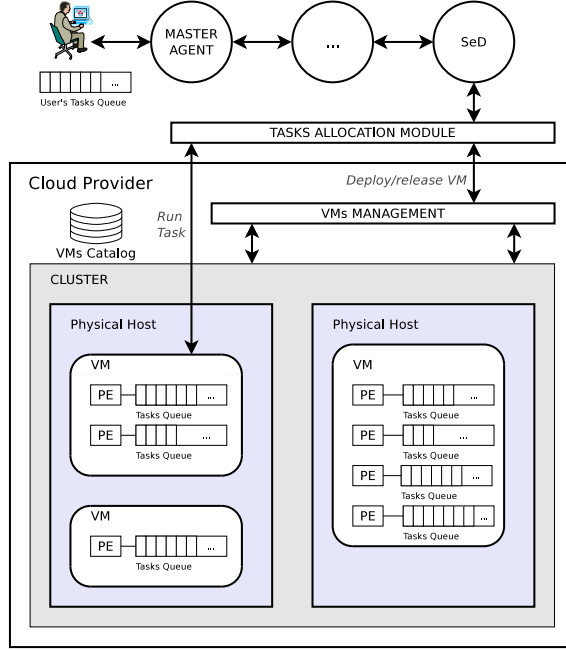 MASTER
AGENT
...
SeD
...
User's Tasks Queue
TASKS ALLOCATION MODULE
Cloud Provider
Deploy/release VM
Run
Task
VMs MANAGEMENT
VMs Catalog
CLUSTER
Physical Host
VM
PE
...
Tasks Queue
PE
...
Tasks Queue
VM
PE
...
Tasks Queue
Physical Host
VM
PE
...
Tasks Queue
PE
...
Tasks Queue
PE
...
Tasks Queue
PE
...
Tasks Queue